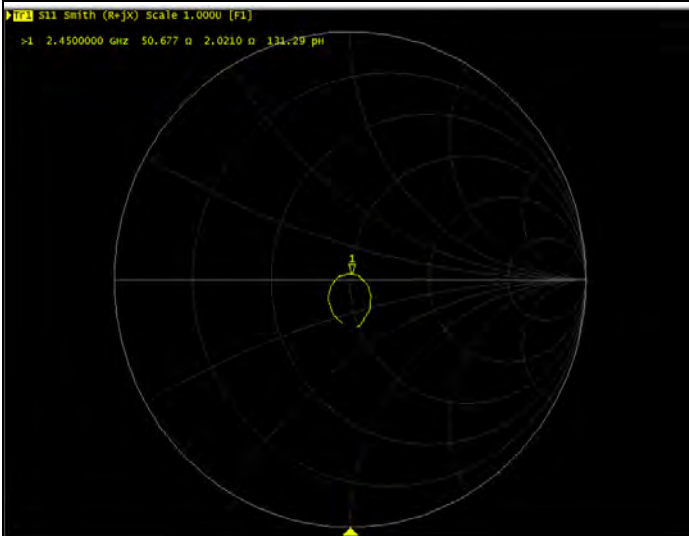 Tr1 S11 Smith (R+jX) Scale 1.000U [F1]
>1 2.4500000 GHz 50.677 Ω 2.0210 Ω 131.29 pH
1